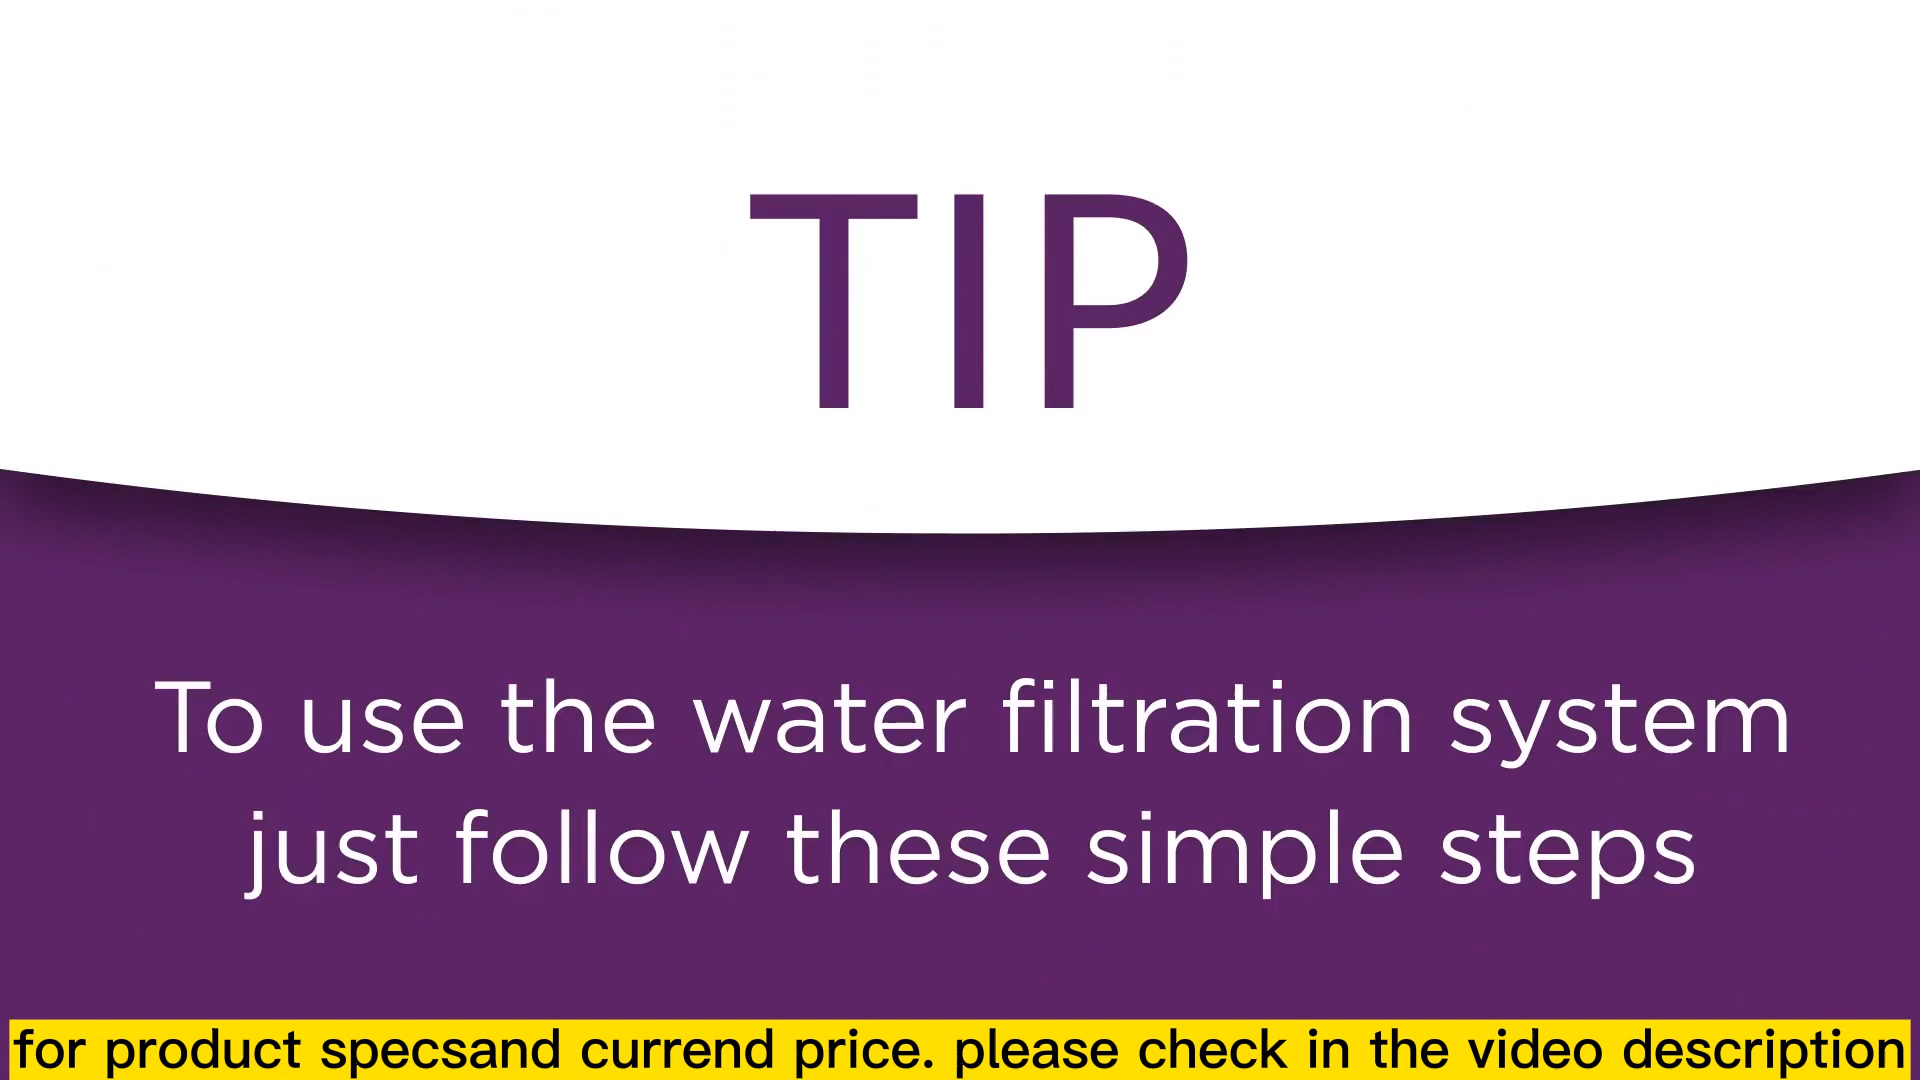 TIP
To use the water filtration system
just follow these simple steps
for product specsand currend price. please check in the video description